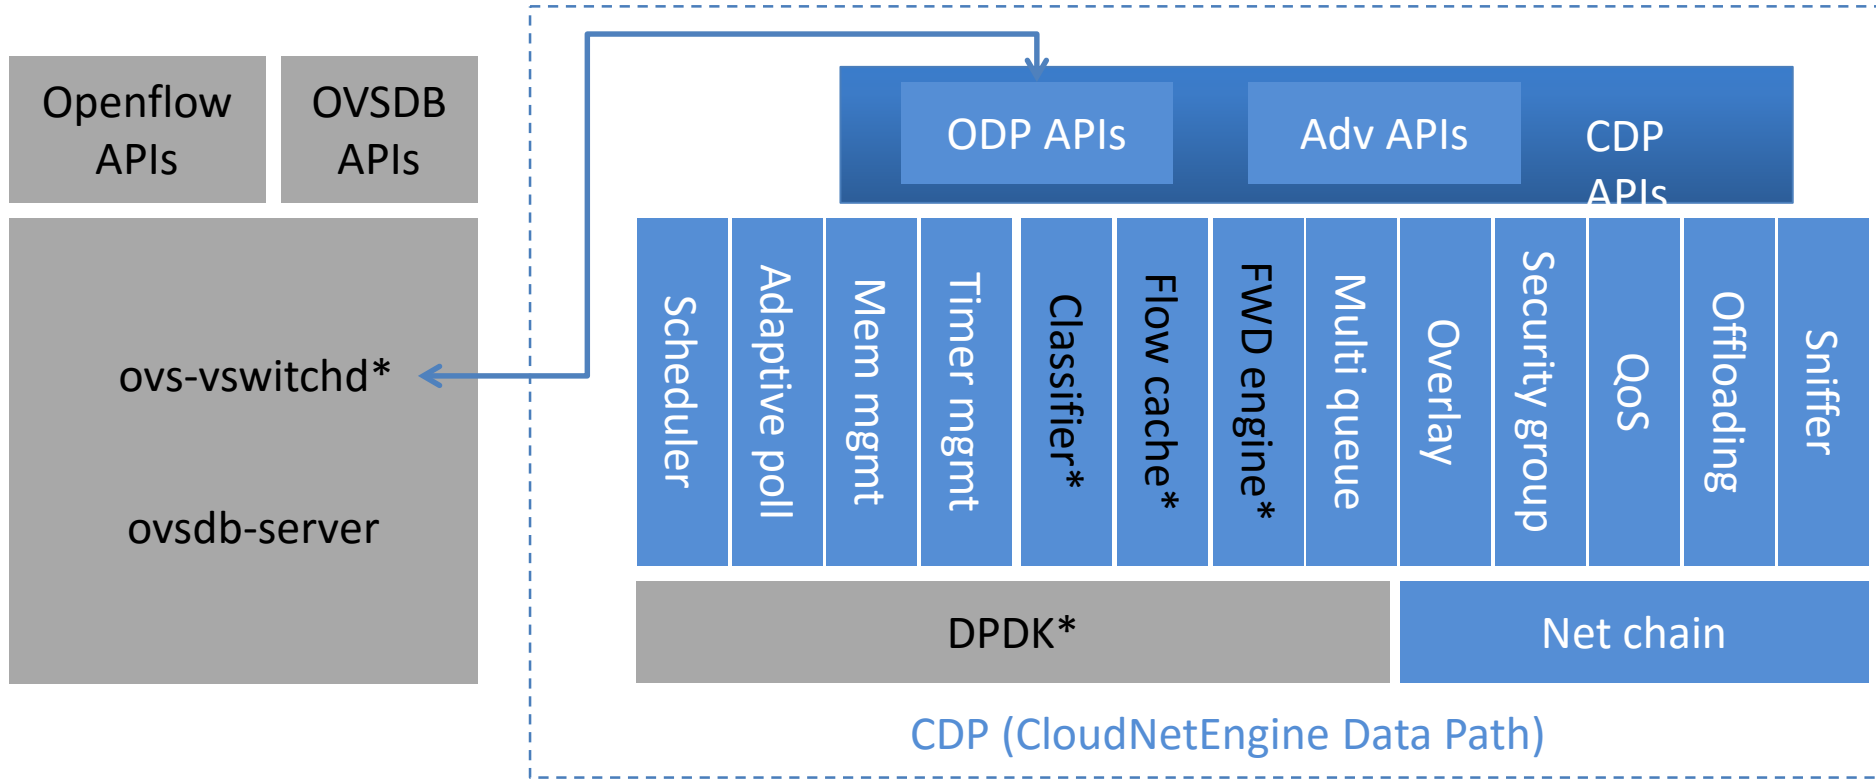 Openflow
APIs
OVSDB
APIs
ovs-vswitchd*
ovsdb-server
ODP APIs
Adv APIs
CDP
APIs
Scheduler
Adaptive poll
Mem mgmt
Timer mgmt
Classifier*
Flow cache*
FWD engine*
Multi queue
Overlay
Security group
QoS
Offloading
Sniffer
DPDK*
Net chain
CDP (CloudNetEngine Data Path)